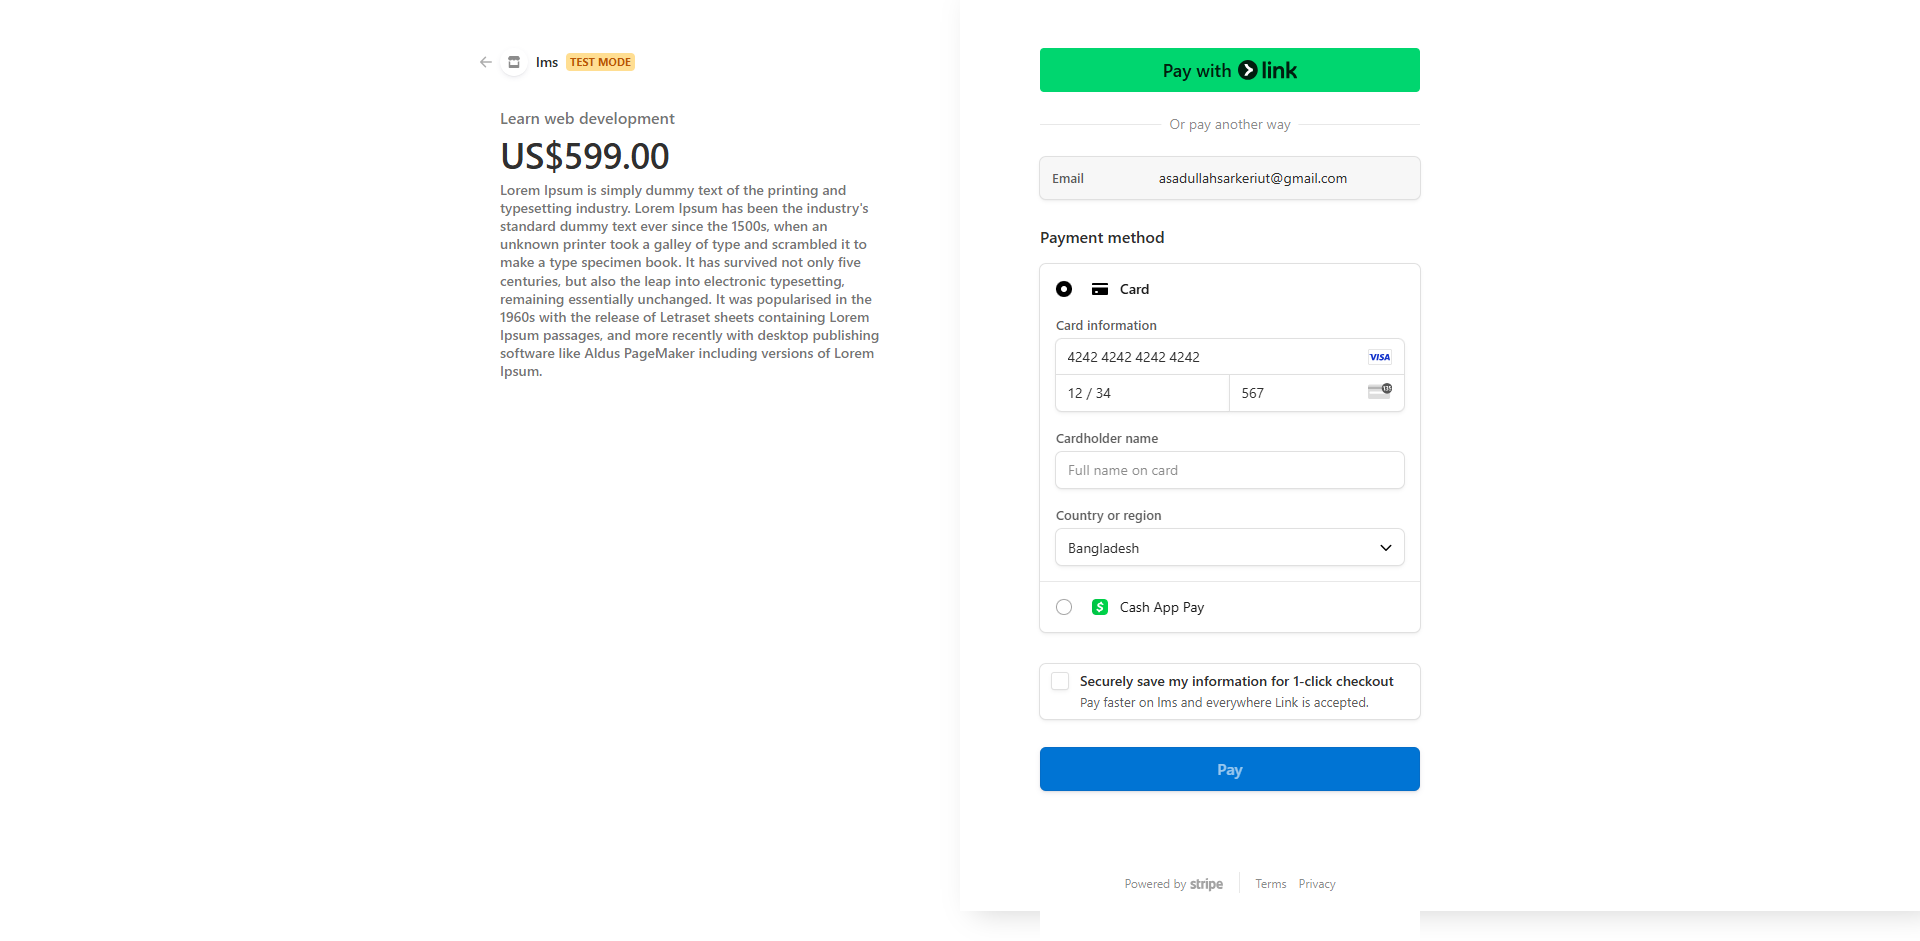 lms TEST MODE
Learn web development
US$599.00
Lorem Ipsum is simply dummy text of the printing and
typesetting industry. Lorem Ipsum has been the industry's
standard dummy text ever since the 1500s, when an
unknown printer took a galley of type and scrambled it to
make a type specimen book. It has survived not only five
centuries, but also the leap into electronic typesetting,
remaining essentially unchanged. It was popularised in the
1960s with the release of Letraset sheets containing Lorem
Ipsum passages, and more recently with desktop publishing
software like Aldus PageMaker including versions of Lorem
Ipsum.
Pay with link
Or pay another way
Email asadullahsarkeriut@gmail.com
Payment method
Card
Card information
4242 4242 4242 4242 VISA
12 / 34 567
Cardholder name
Full name on card
Country or region
Bangladesh
$ Cash App Pay
Securely save my information for 1-click checkout
Pay faster on lms and everywhere Link is accepted.
Pay
Powered by stripe Terms Privacy